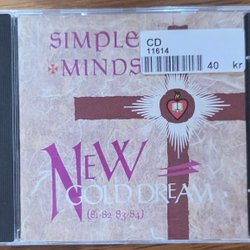 SIMPLE
MINDS
CD
11614
40 kr
NEW
GOLD DREAM
(81-82-83-84)